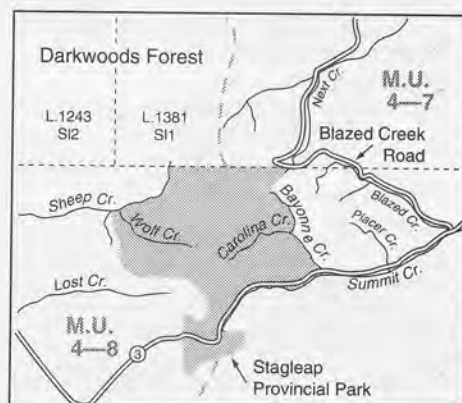 Darkwoods Forest
L.1243
SI2
L.1381
SI1
Next Cr.
M.U.
4—7
Blazed Creek
Road
Sheep Cr.
Wolf Cr.
Carolina Cr.
Bayonne Cr.
Placer Cr.
Blazed Cr.
Summit Cr.
Lost Cr.
M.U.
4—8
3
Stagleap
Provincial Park